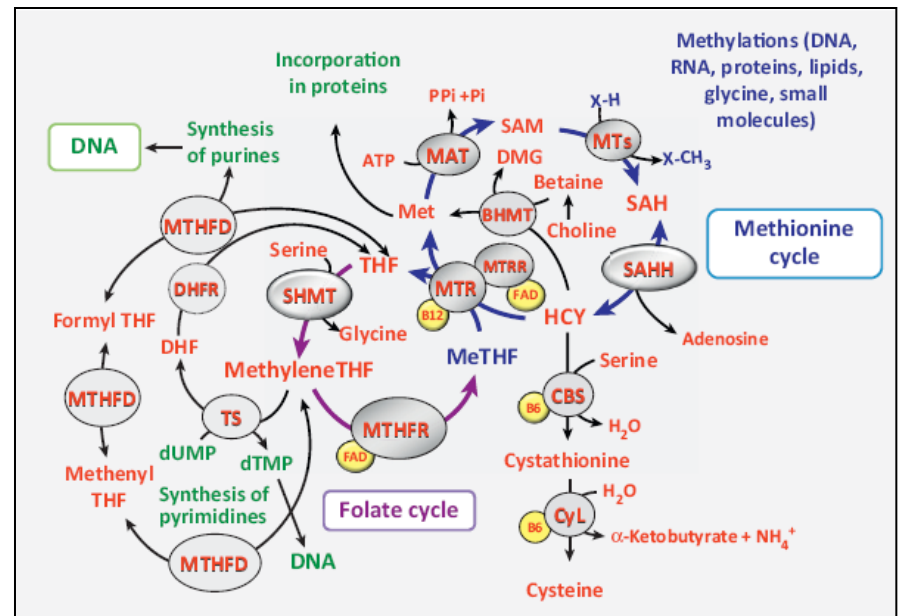 Incorporation
in proteins
Methylations (DNA,
RNA, proteins, lipids,
glycine, small
molecules)
PPi +Pi
X-H
SAM
MTs
X-CH3
DNA
Synthesis
of purines
ATP
MAT
DMG
Betaine
SAH
Met
BHMT
Choline
Methionine
cycle
MTHFD
Serine
THF
MTRR
SAHH
DHFR
SHMT
MTR
FAD
B12
Formyl THF
Glycine
HCY
Adenosine
DHF
MeTHF
Serine
MethyleneTHF
MTHFD
TS
MTHFR
B6
CBS
H2O
dUMP
dTMP
FAD
Cystathionine
Methenyl
THF
Synthesis of
pyrimidines
Folate cycle
H2O
B6
CyL
α-Ketobutyrate + NH4+
MTHFD
DNA
Cysteine